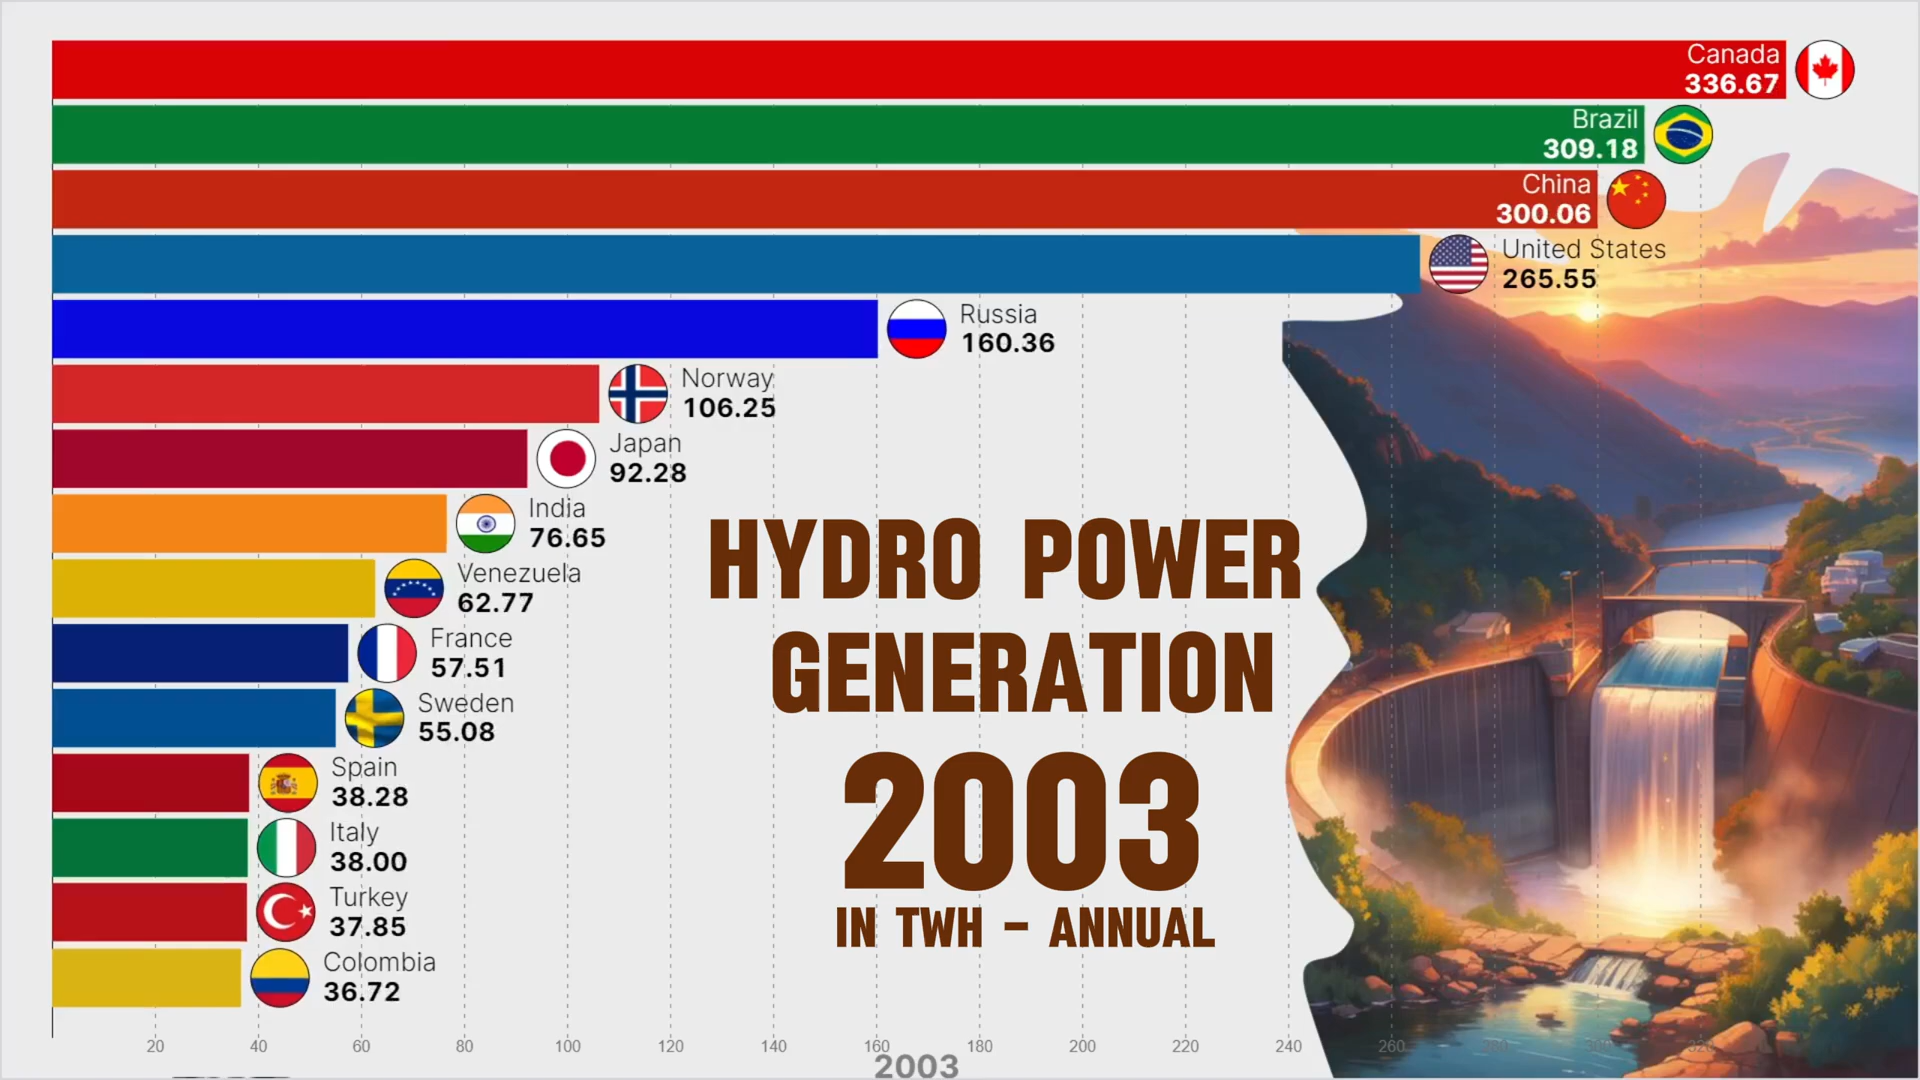 Canada
336.67
Brazil
309.18
China
300.06
United States
265.55
Russia
160.36
Norway
106.25
Japan
92.28
India
76.65
Venezuela
62.77
France
57.51
Sweden
55.08
Spain
38.28
Italy
38.00
Turkey
37.85
Colombia
36.72
HYDRO POWER
GENERATION
2003
IN TWH - ANNUAL
20 40 60 80 100 120 140 160 180 200 220 240 260 280 300 320
2003